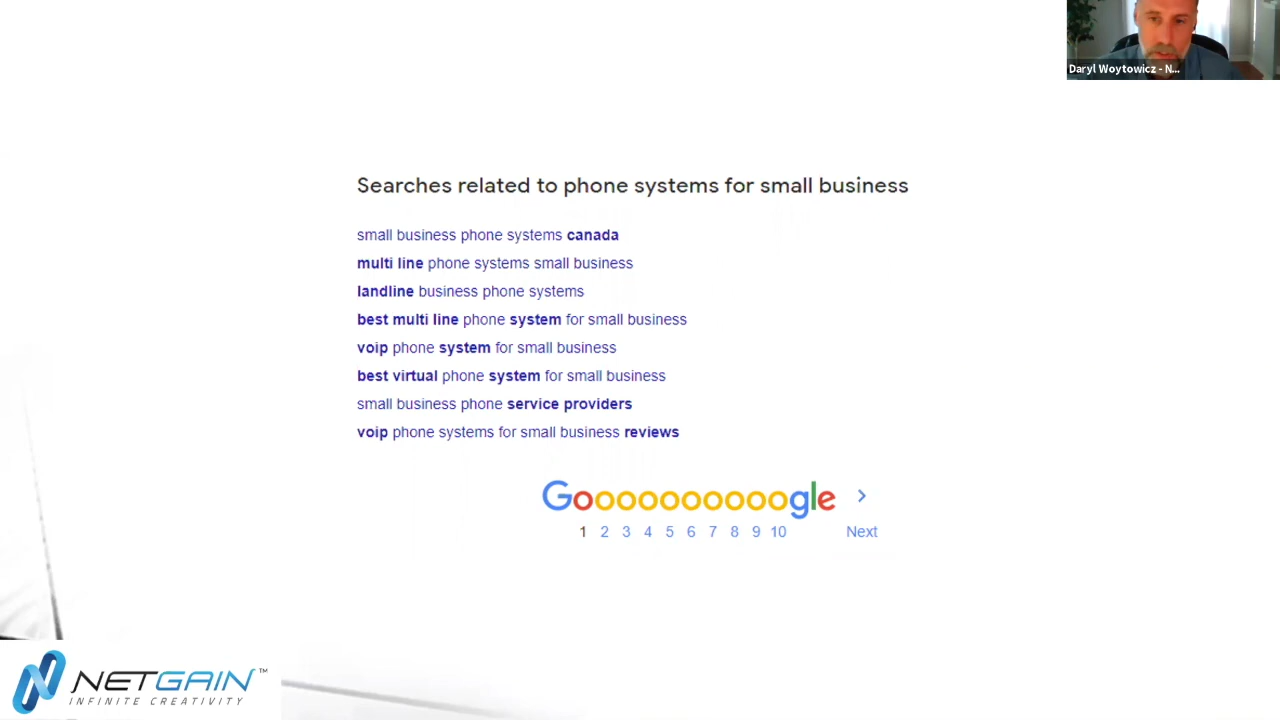 Daryl Woytowicz - N...
Searches related to phone systems for small business
small business phone systems canada
multi line phone systems small business
landline business phone systems
best multi line phone system for small business
voip phone system for small business
best virtual phone system for small business
small business phone service providers
voip phone systems for small business reviews
Goooooooooogle >
1 2 3 4 5 6 7 8 9 10 Next
NETGAIN™
INFINITE CREATIVITY